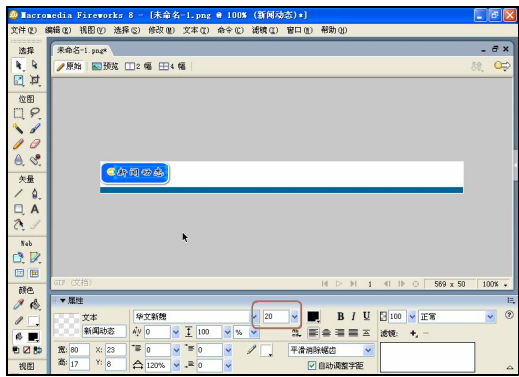 Macromedia Fireworks 8 - [未命名-1.png @ 100% (新闻动态)*]
文件(F) 编辑(E) 视图(V) 选择(S) 修改(M) 文本(T) 命令(C) 滤镜(I) 窗口(W) 帮助(H)
选择 未命名-1.png*
原始 预览 2 幅 4 幅
位图
新闻动态
矢量
A
Web
GIF (文档) 1 569 x 50 100%
颜色 属性
文本 华文新魏 20 B I U 100 正常
新闻动态 0 100 % 滤镜: + -
宽: 80 X: 23 0 0 平滑消除锯齿
高: 17 Y: 8 120% 0 自动调整字距
视图